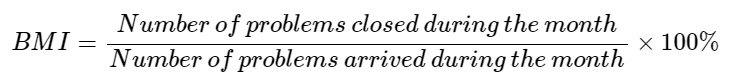 BMI = Number of problems closed during the month / Number of problems arrived during the month × 100%